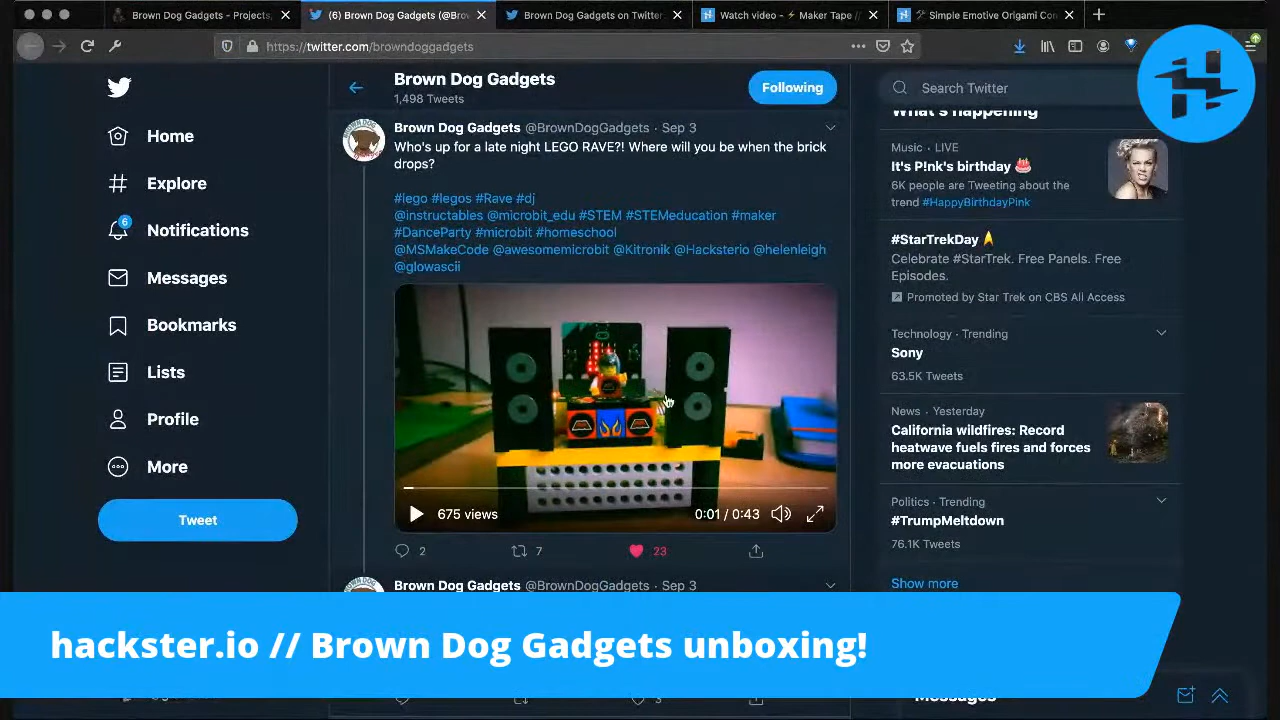 Brown Dog Gadgets - Projects,
(6) Brown Dog Gadgets (@Bro
Brown Dog Gadgets on Twitter
Watch video - ⚡ Maker Tape //
🛠 Simple Emotive Origami Co
https://twitter.com/browndoggadgets
Home
Explore
6
Notifications
Messages
Bookmarks
Lists
Profile
More
Tweet
Brown Dog Gadgets
1,498 Tweets
Following
Brown Dog Gadgets @BrownDogGadgets · Sep 3
Who's up for a late night LEGO RAVE?! Where will you be when the brick
drops?
#lego #legos #Rave #dj
@instructables @microbit_edu #STEM #STEMeducation #maker
#DanceParty #microbit #homeschool
@MSMakeCode @awesomemicrobit @Kitronik @Hacksterio @helenleigh
@glowascii
675 views
0:01 / 0:43
2
7
23
Brown Dog Gadgets @BrownDogGadgets · Sep 3
Search Twitter
What's happening
Music · LIVE
It's P!nk's birthday 🎂
6K people are Tweeting about the
trend #HappyBirthdayPink
#StarTrekDay
Celebrate #StarTrek. Free Panels. Free
Episodes.
Promoted by Star Trek on CBS All Access
Technology · Trending
Sony
63.5K Tweets
News · Yesterday
California wildfires: Record
heatwave fuels fires and forces
more evacuations
Politics · Trending
#TrumpMeltdown
76.1K Tweets
Show more
Messages
hackster.io // Brown Dog Gadgets unboxing!